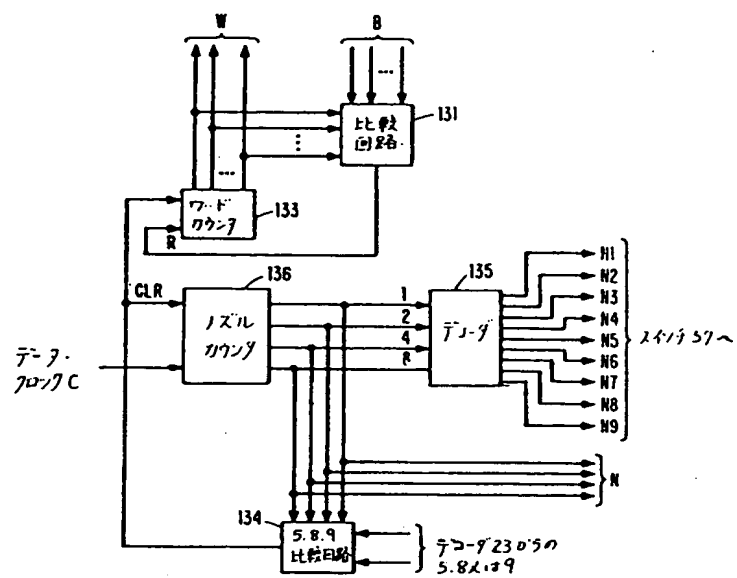 W
B
比較
回路
131
ワード
カウンタ
133
R
CLR
136
ノズル
カウンタ
1
2
4
8
135
デコーダ
N1
N2
N3
N4
N5
N6
N7
N8
N9
スイッチ57へ
データ・
クロックC
N
134
5.8.9
比較回路
デコーダ23からの
5.8又は9